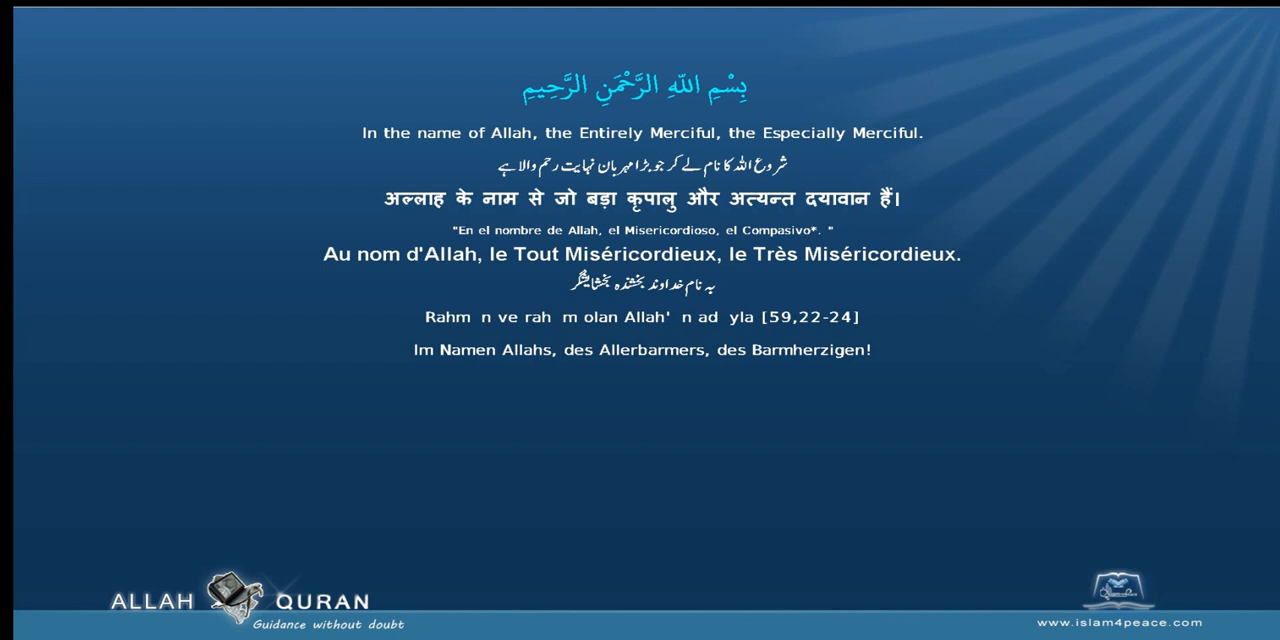 بِسْمِ اللّهِ الرَّحْمَنِ الرَّحِيمِ
In the name of Allah, the Entirely Merciful, the Especially Merciful.
شروع الله کا نام لے کر جو بڑا مہربان نہایت رحم والا ہے
अल्लाह के नाम से जो बड़ा कृपालु और अत्यन्त दयावान हैं।
"En el nombre de Allah, el Misericordioso, el Compasivo*. "
Au nom d'Allah, le Tout Miséricordieux, le Très Miséricordieux.
به نام خداوند بخشنده بخشایشگر
Rahm n ve rah m olan Allah' n ad yla [59,22-24]
Im Namen Allahs, des Allerbarmers, des Barmherzigen!
ALLAH QURAN
Guidance without doubt
www.islam4peace.com